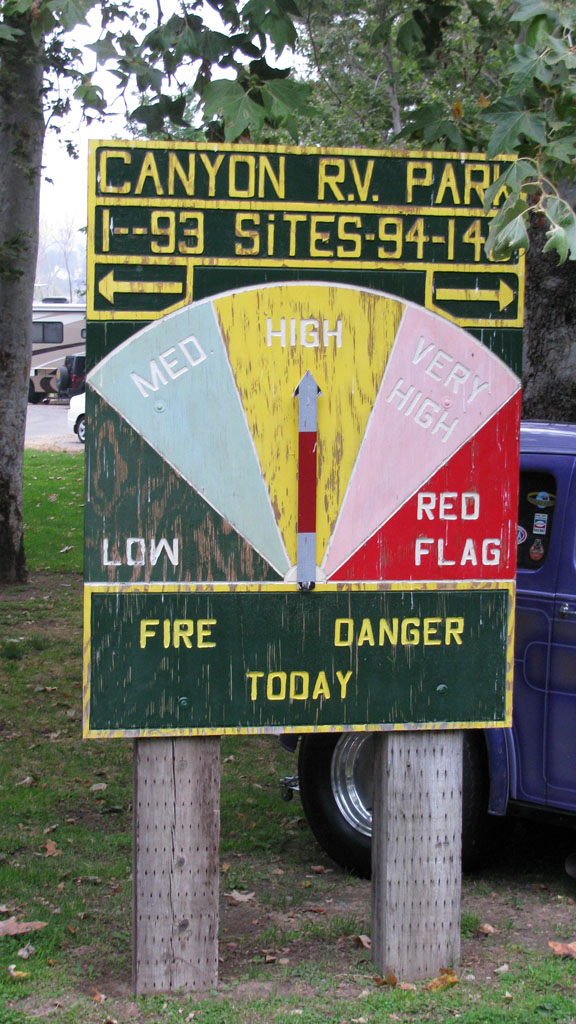 CANYON R.V. PARK
1--93 SiTES-94-14
HIGH
MED
VERY
HIGH
RED
LOW
FLAG
FIRE DANGER
TODAY